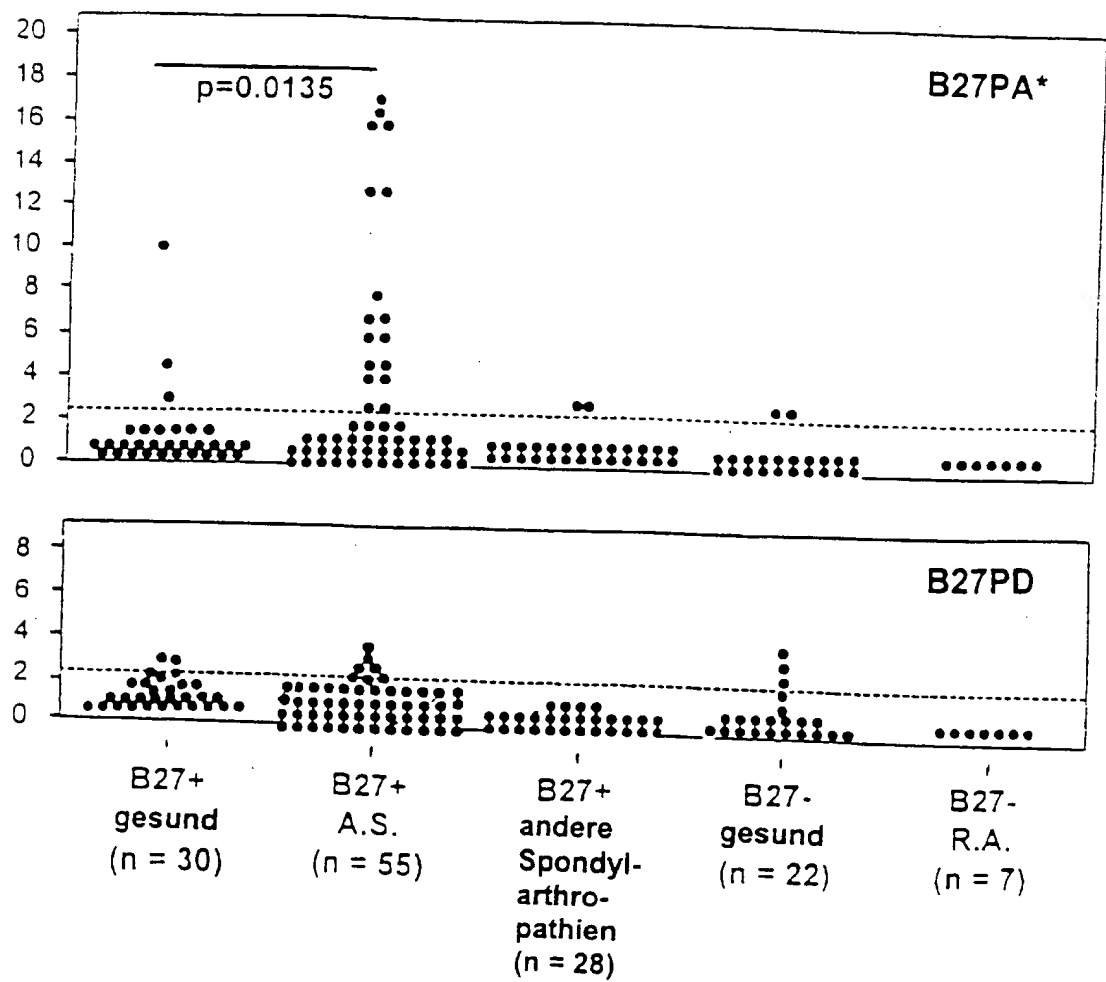 20
18
16
14
12
10
8
6
4
2
0
p=0.0135
B27PA*
8
6
4
2
0
B27PD
B27+
gesund
(n = 30)
B27+
A.S.
(n = 55)
B27+
andere
Spondyl-
arthro-
pathien
(n = 28)
B27-
gesund
(n = 22)
B27-
R.A.
(n = 7)